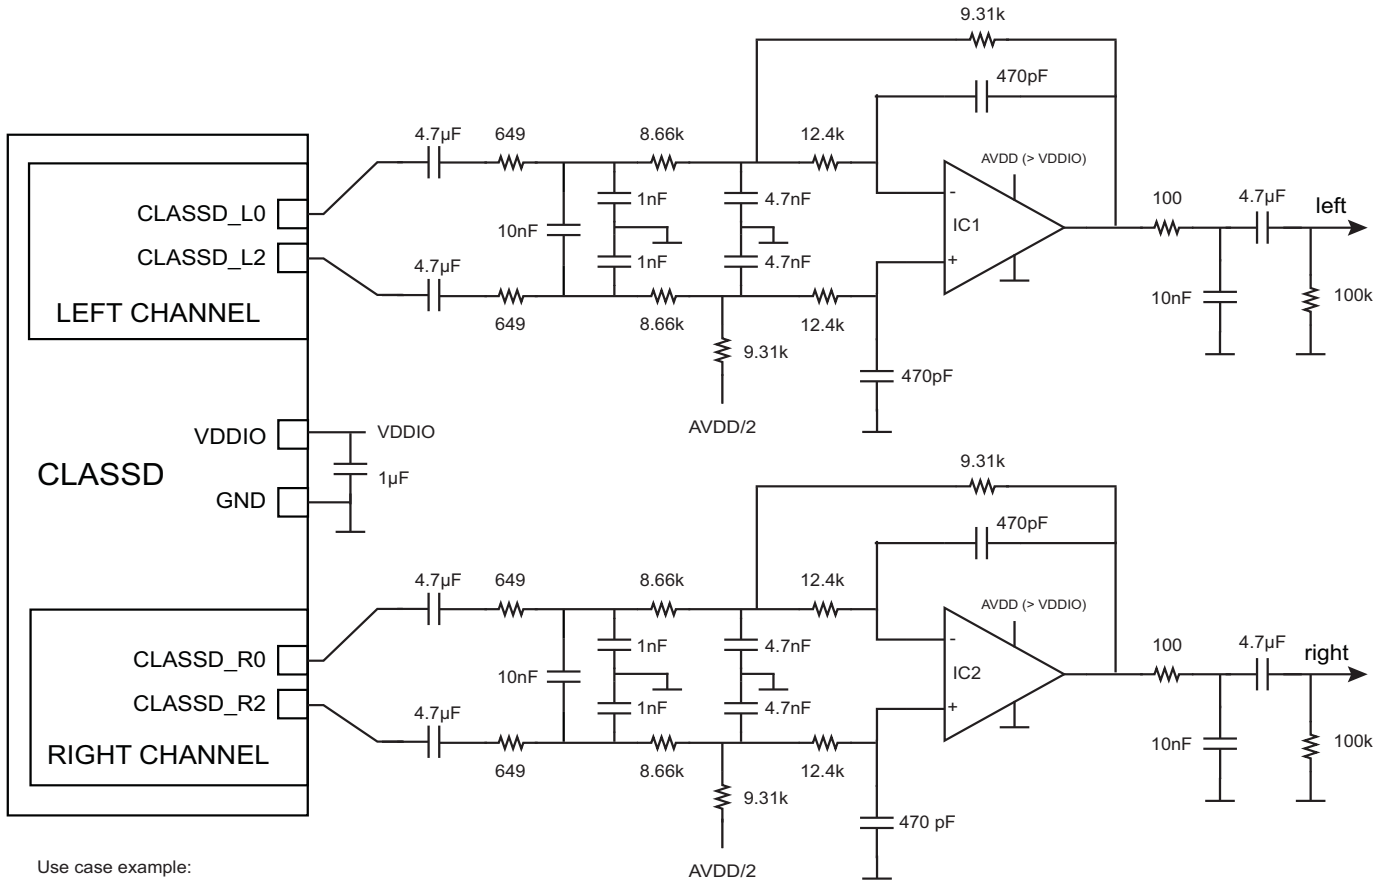 9.31k
470pF
4.7µF
649
8.66k
12.4k
AVDD (> VDDIO)
CLASSD_L0
1nF
4.7nF
-
100
4.7µF
left
10nF
IC1
CLASSD_L2
4.7µF
1nF
4.7nF
+
LEFT CHANNEL
649
8.66k
12.4k
10nF
100k
9.31k
470pF
AVDD/2
VDDIO
VDDIO
CLASSD
1µF
GND
9.31k
470pF
4.7µF
649
8.66k
12.4k
AVDD (> VDDIO)
CLASSD_R0
1nF
4.7nF
-
100
4.7µF
right
10nF
IC2
CLASSD_R2
4.7µF
1nF
4.7nF
+
RIGHT CHANNEL
649
8.66k
12.4k
10nF
100k
9.31k
470 pF
Use case example:
AVDD/2